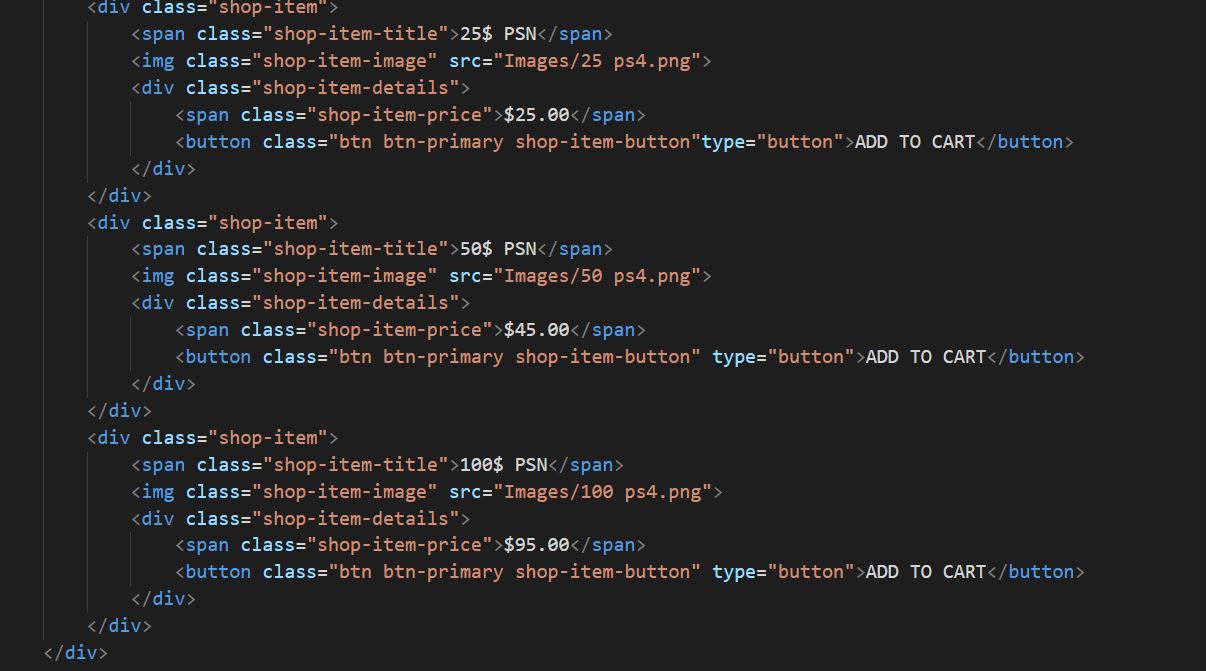 <div class="shop-item">
<span class="shop-item-title">25$ PSN</span>
<img class="shop-item-image" src="Images/25 ps4.png">
<div class="shop-item-details">
<span class="shop-item-price">$25.00</span>
<button class="btn btn-primary shop-item-button"type="button">ADD TO CART</button>
</div>
</div>
<div class="shop-item">
<span class="shop-item-title">50$ PSN</span>
<img class="shop-item-image" src="Images/50 ps4.png">
<div class="shop-item-details">
<span class="shop-item-price">$45.00</span>
<button class="btn btn-primary shop-item-button" type="button">ADD TO CART</button>
</div>
</div>
<div class="shop-item">
<span class="shop-item-title">100$ PSN</span>
<img class="shop-item-image" src="Images/100 ps4.png">
<div class="shop-item-details">
<span class="shop-item-price">$95.00</span>
<button class="btn btn-primary shop-item-button" type="button">ADD TO CART</button>
</div>
</div>
</div>